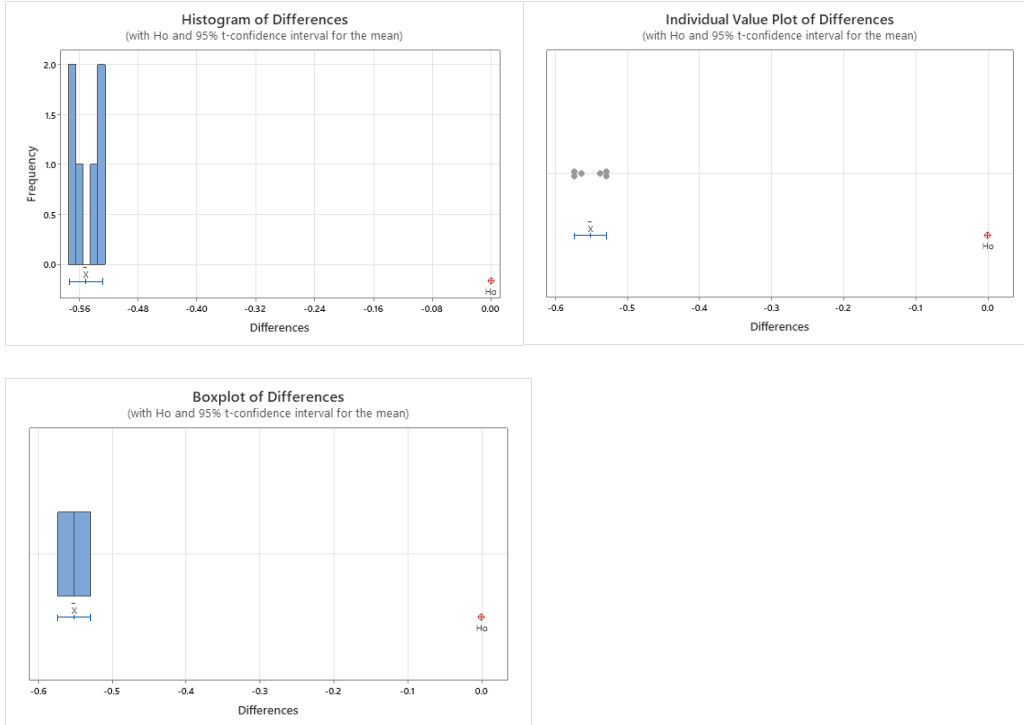 Histogram of Differences
(with Ho and 95% t-confidence interval for the mean)
2.0
1.5
1.0
0.5
0.0
Frequency
X
Ho
-0.56 -0.48 -0.40 -0.32 -0.24 -0.16 -0.08 0.00
Differences
Individual Value Plot of Differences
(with Ho and 95% t-confidence interval for the mean)
X
Ho
-0.6 -0.5 -0.4 -0.3 -0.2 -0.1 0.0
Differences
Boxplot of Differences
(with Ho and 95% t-confidence interval for the mean)
X
Ho
-0.6 -0.5 -0.4 -0.3 -0.2 -0.1 0.0
Differences